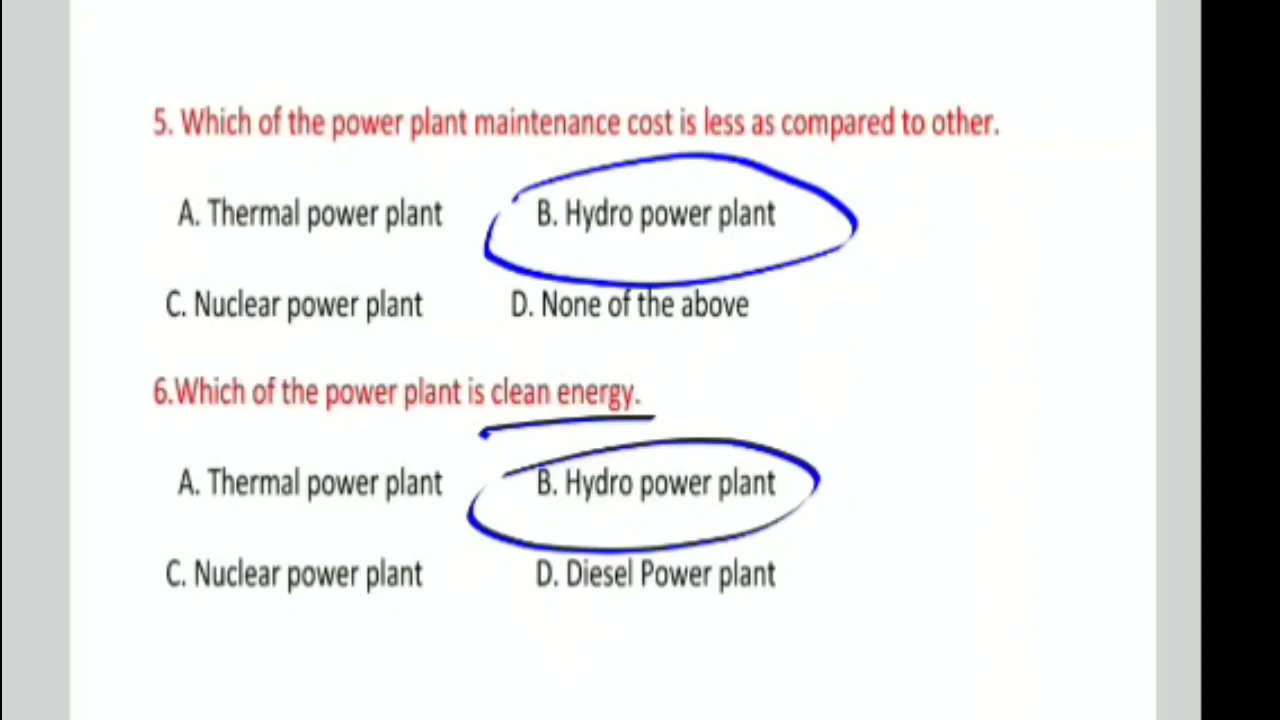 5. Which of the power plant maintenance cost is less as compared to other.
A. Thermal power plant B. Hydro power plant
C. Nuclear power plant D. None of the above
6.Which of the power plant is clean energy.
A. Thermal power plant B. Hydro power plant
C. Nuclear power plant D. Diesel Power plant